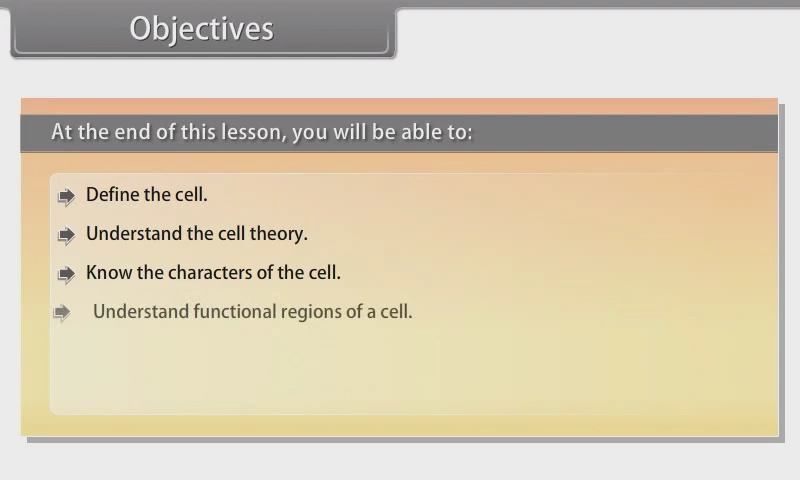 Objectives
At the end of this lesson, you will be able to:
Define the cell.
Understand the cell theory.
Know the characters of the cell.
Understand functional regions of a cell.